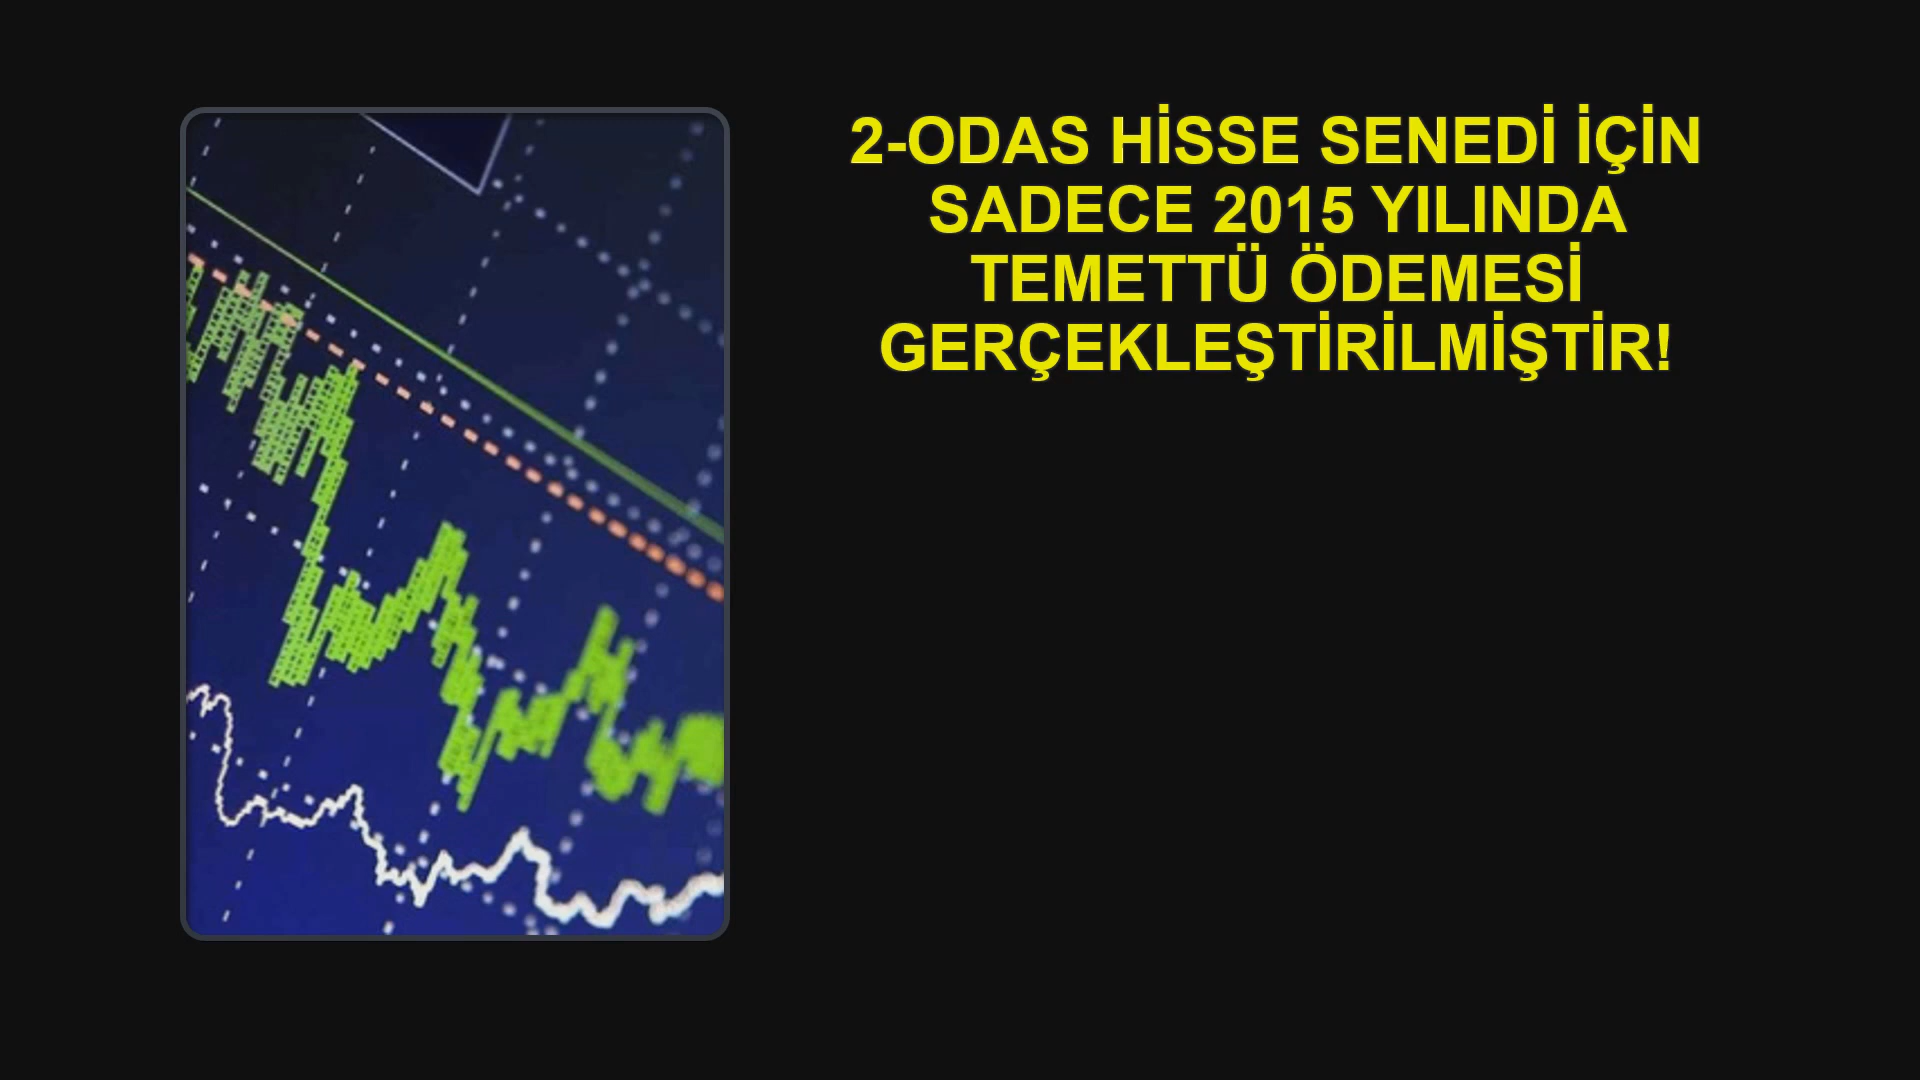 2-ODAS HİSSE SENEDİ İÇİN
SADECE 2015 YILINDA
TEMETTÜ ÖDEMESİ
GERÇEKLEŞTİRİLMİŞTİR!